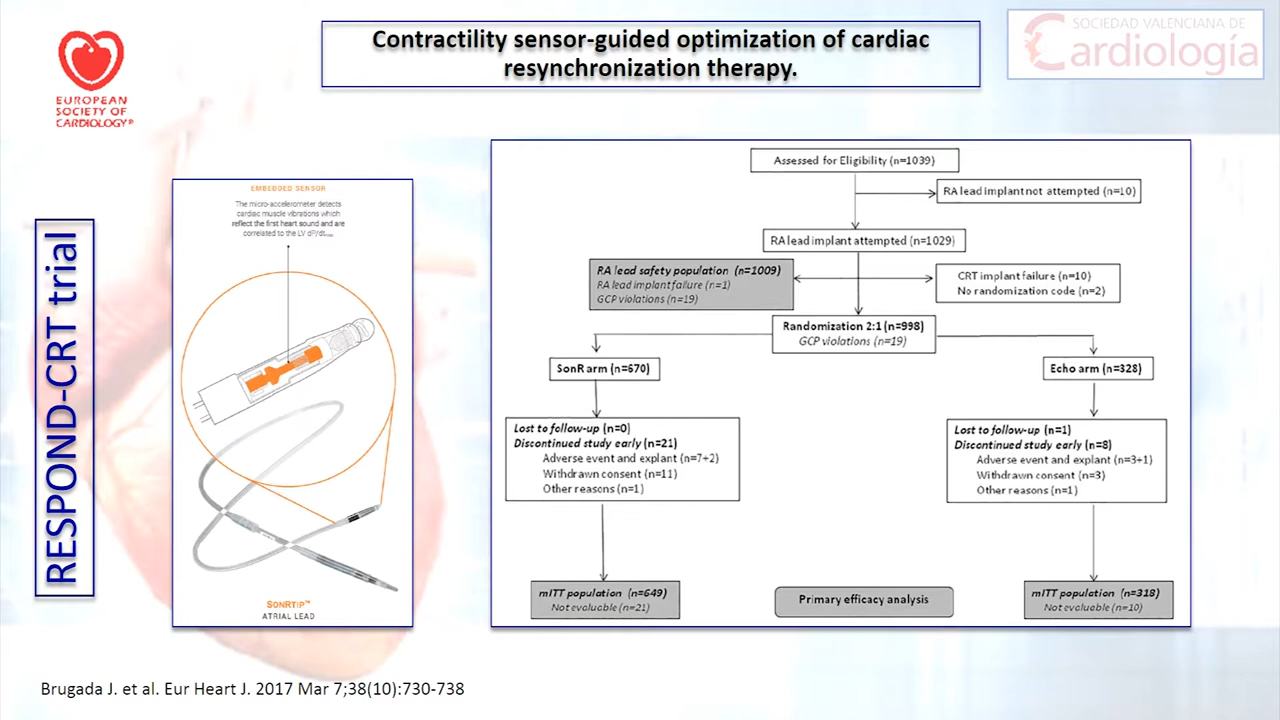 EUROPEAN
SOCIETY OF
CARDIOLOGY®
Contractility sensor-guided optimization of cardiac
resynchronization therapy.
SOCIEDAD VALENCIANA DE
Cardiología
RESPOND-CRT trial
EMBEDDED SENSOR
The micro-accelerometer detects
cardiac muscle vibrations which
reflect the first heart sound and are
correlated to the LV dP/dtmax
SONRTIP™
ATRIAL LEAD
Assessed for Eligibility (n=1039)
RA lead implant not attempted (n=10)
RA lead implant attempted (n=1029)
RA lead safety population (n=1009)
RA lead implant failure (n=1)
GCP violations (n=19)
CRT implant failure (n=10)
No randomization code (n=2)
Randomization 2:1 (n=998)
GCP violations (n=19)
SonR arm (n=670)
Echo arm (n=328)
Lost to follow-up (n=0)
Discontinued study early (n=21)
Adverse event and explant (n=7+2)
Withdrawn consent (n=11)
Other reasons (n=1)
Lost to follow-up (n=1)
Discontinued study early (n=8)
Adverse event and explant (n=3+1)
Withdrawn consent (n=3)
Other reasons (n=1)
mITT population (n=649)
Not evaluable (n=21)
Primary efficacy analysis
mITT population (n=318)
Not evaluable (n=10)
Brugada J. et al. Eur Heart J. 2017 Mar 7;38(10):730-738